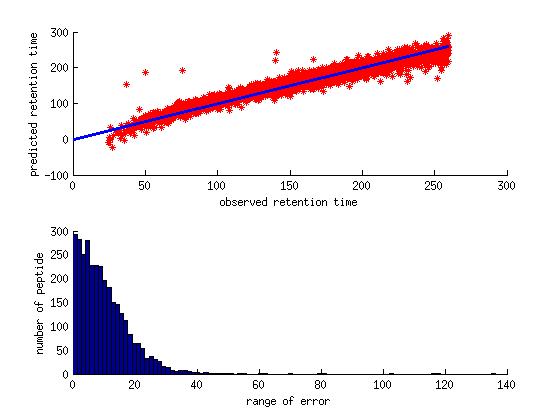 300
200
100
0
-100
predicted retention time
0 50 100 150 200 250 300
observed retention time
300
250
200
150
100
50
0
number of peptide
0 20 40 60 80 100 120 140
range of error